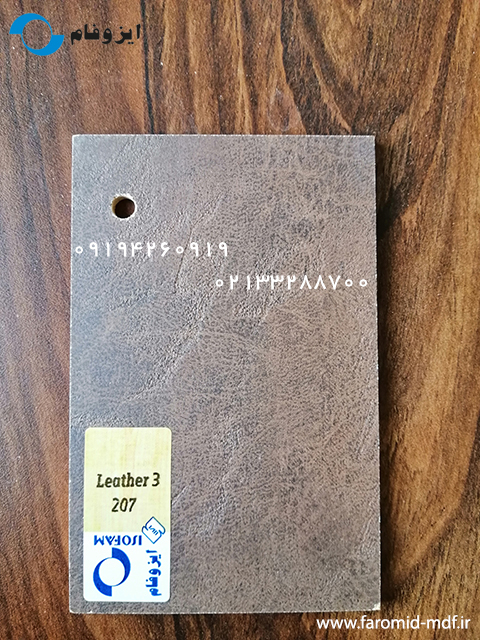 ایزوفام
۰۹۱۹۴۲۶۰۹۱۹
۰۲۱۳۳۲۸۸۷۰۰
Leather 3
207
ISOFAM
ایزوفام
www.faromid-mdf.ir